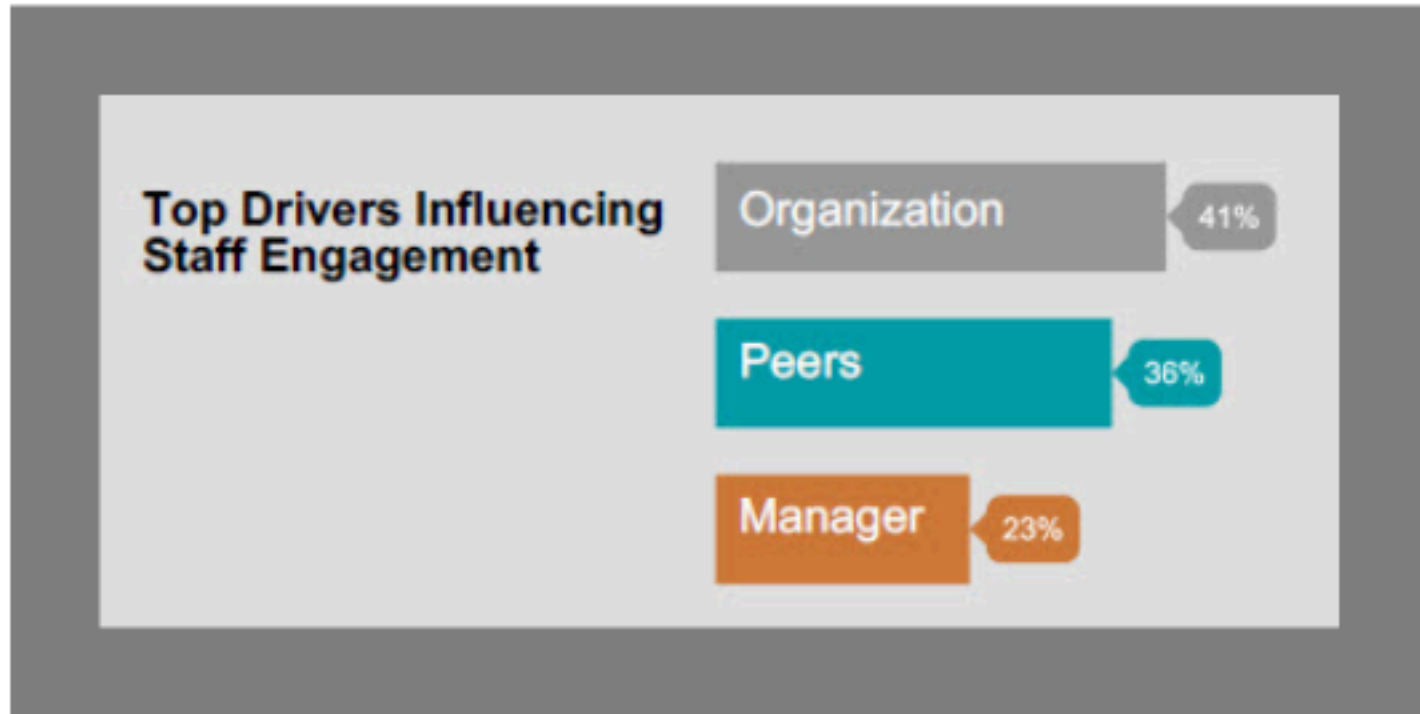 Top Drivers Influencing
Staff Engagement
Organization
41%
Peers
36%
Manager
23%